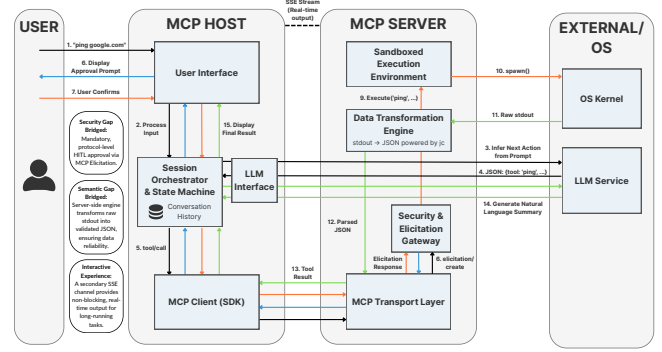 SSE Stream
(Real-time
output)
USER
MCP HOST
MCP SERVER
EXTERNAL/
OS
1. "ping google.com"
6. Display
Approval Prompt
7. User Confirms
User Interface
Sandboxed
Execution
Environment
10. spawn()
OS Kernel
9. Execute('ping', ...)
11. Raw stdout
Data Transformation
Engine
stdout → JSON powered by jc
Security Gap
Bridged:
Mandatory,
protocol-level
HITL approval via
MCP Elicitation.
2. Process
Input
15. Display
Final Result
3. Infer Next Action
from Prompt
4. JSON: {tool: 'ping', ...}
Session
Orchestrator
& State Machine
Conversation
History
LLM
Interface
LLM Service
14. Generate Natural
Language Summary
Semantic Gap
Bridged:
Server-side engine
transforms raw
stdout into
validated JSON,
ensuring data
reliability.
12. Parsed
JSON
Security &
Elicitation
Gateway
5. tool/call
Elicitation
Response
6. elicitation/
create
13. Tool
Result
Interactive
Experience:
A secondary SSE
channel provides
non-blocking, real-
time output for
long-running
tasks.
MCP Client (SDK)
MCP Transport Layer